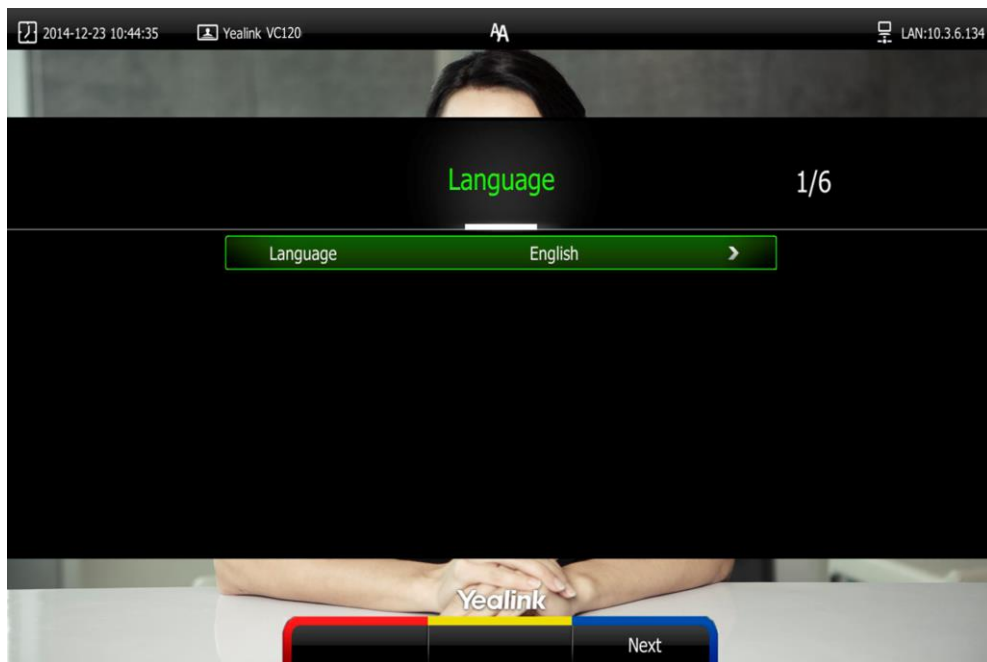 2014-12-23 10:44:35 Yealink VC120 AA LAN:10.3.6.134
Language 1/6
Language English
Yealink
Next